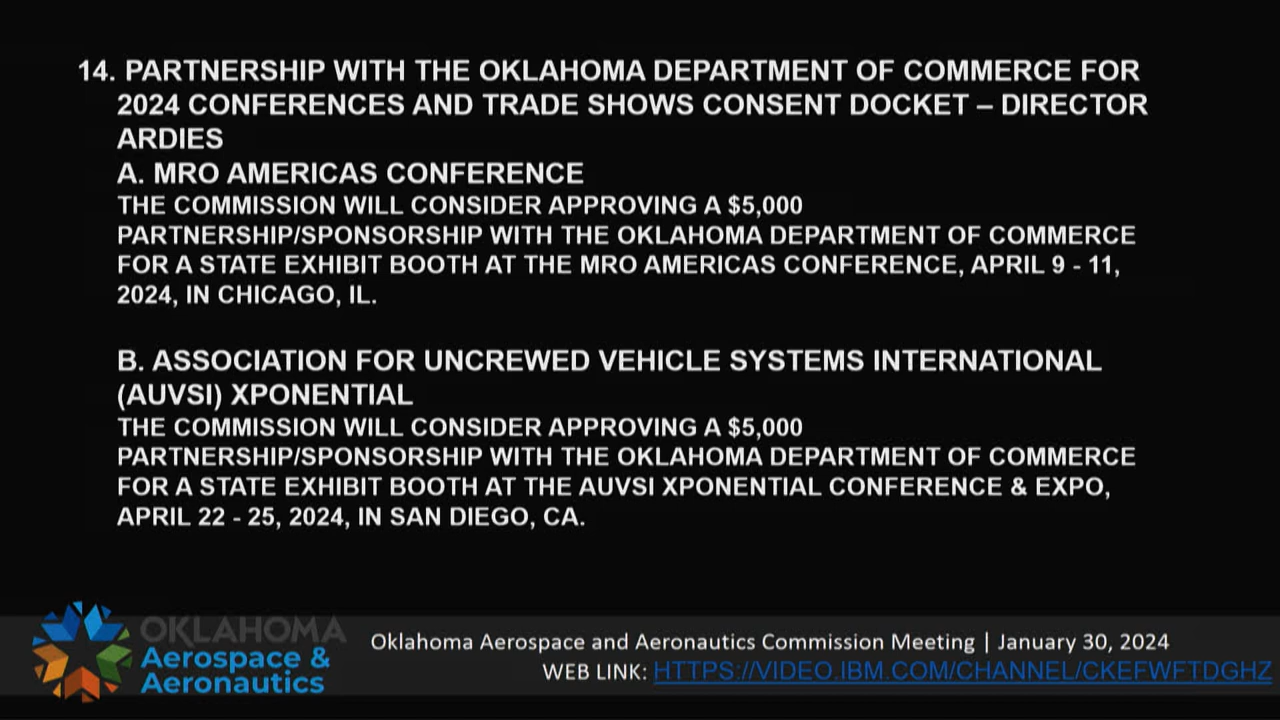 14. PARTNERSHIP WITH THE OKLAHOMA DEPARTMENT OF COMMERCE FOR
2024 CONFERENCES AND TRADE SHOWS CONSENT DOCKET – DIRECTOR
ARDIES
A. MRO AMERICAS CONFERENCE
THE COMMISSION WILL CONSIDER APPROVING A $5,000
PARTNERSHIP/SPONSORSHIP WITH THE OKLAHOMA DEPARTMENT OF COMMERCE
FOR A STATE EXHIBIT BOOTH AT THE MRO AMERICAS CONFERENCE, APRIL 9 - 11,
2024, IN CHICAGO, IL.
B. ASSOCIATION FOR UNCREWED VEHICLE SYSTEMS INTERNATIONAL
(AUVSI) XPONENTIAL
THE COMMISSION WILL CONSIDER APPROVING A $5,000
PARTNERSHIP/SPONSORSHIP WITH THE OKLAHOMA DEPARTMENT OF COMMERCE
FOR A STATE EXHIBIT BOOTH AT THE AUVSI XPONENTIAL CONFERENCE & EXPO,
APRIL 22 - 25, 2024, IN SAN DIEGO, CA.
OKLAHOMA
Aerospace &
Aeronautics
Oklahoma Aerospace and Aeronautics Commission Meeting | January 30, 2024
WEB LINK: HTTPS://VIDEO.IBM.COM/CHANNEL/CKEFWFTDGHZ